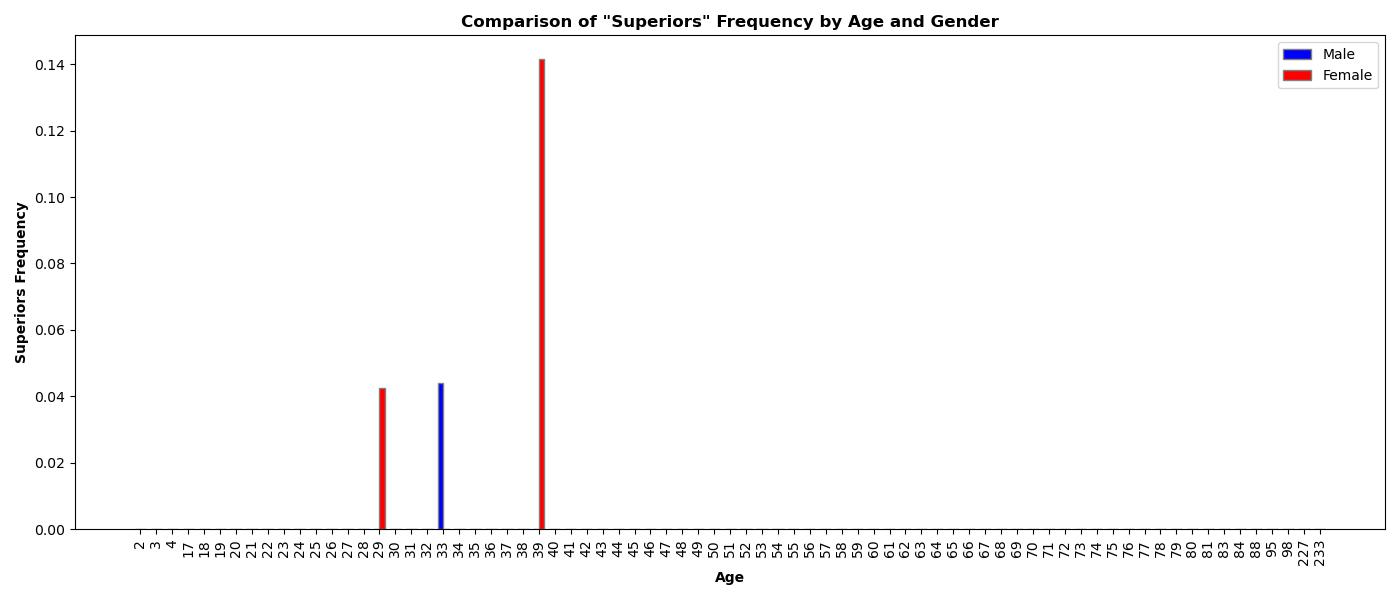 Comparison of "Superiors" Frequency by Age and Gender
Male
Female
Superiors Frequency
0.14
0.12
0.10
0.08
0.06
0.04
0.02
0.00
2 3 4 17 18 19 20 21 22 23 24 25 26 27 28 29 30 31 32 33 34 35 36 37 38 39 40 41 42 43 44 45 46 47 48 49 50 51 52 53 54 55 56 57 58 59 60 61 62 63 64 65 66 67 68 69 70 71 72 73 74 75 76 77 78 79 80 81 83 84 88 95 98 227 233
Age